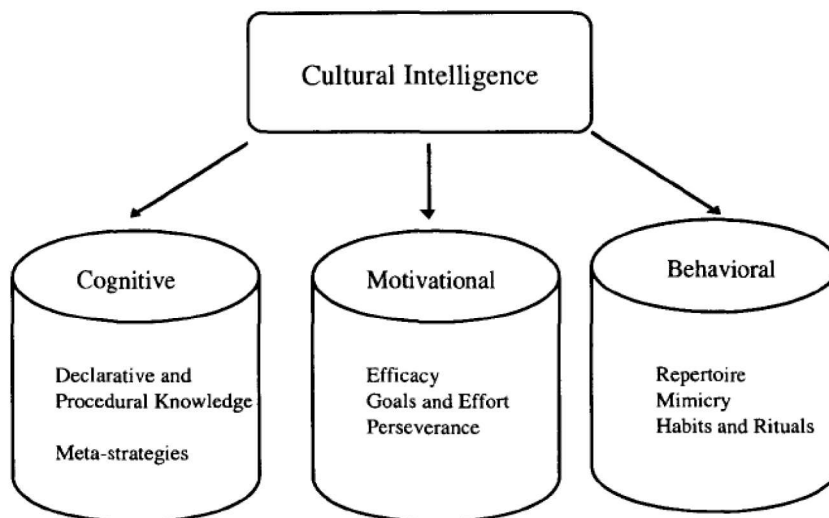 Cultural Intelligence
Cognitive
Declarative and
Procedural Knowledge
Meta-strategies
Motivational
Efficacy
Goals and Effort
Perseverance
Behavioral
Repertoire
Mimicry
Habits and Rituals